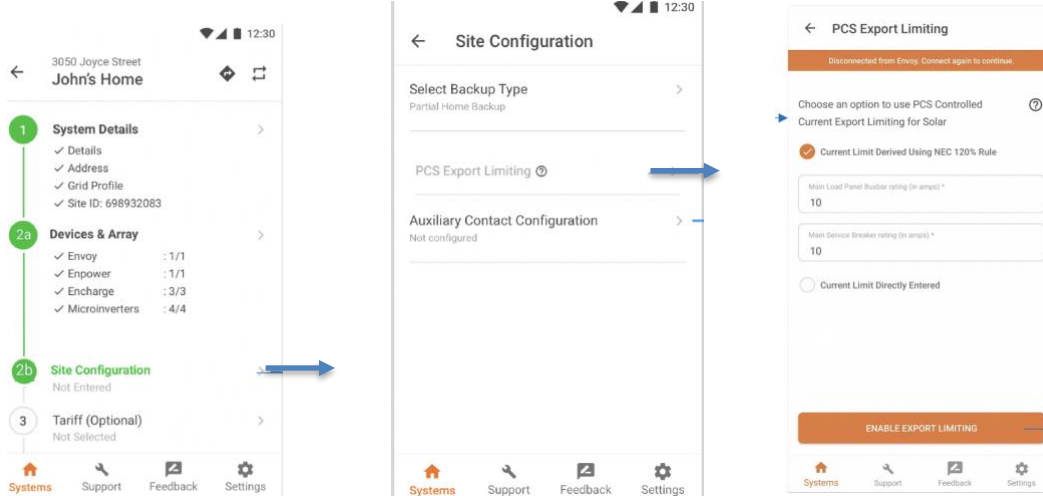 12:30
3050 Joyce Street
John's Home
1 System Details
Details
Address
Grid Profile
Site ID: 698932083
2a Devices & Array
Envoy : 1/1
Enpower : 1/1
Encharge : 3/3
Microinverters : 4/4
2b Site Configuration
Not Entered
3 Tariff (Optional)
Not Selected
Systems Support Feedback Settings
12:30
Site Configuration
Select Backup Type
Partial Home Backup
PCS Export Limiting
Auxiliary Contact Configuration
Not configured
Systems Support Feedback Settings
PCS Export Limiting
Disconnected from Envoy. Connect again to continue.
Choose an option to use PCS Controlled
Current Export Limiting for Solar
Current Limit Derived Using NEC 120% Rule
Main Load Panel Busbar rating (in amps) *
10
Main Service Breaker rating (in amps) *
10
Current Limit Directly Entered
ENABLE EXPORT LIMITING
Systems Support Feedback Settings